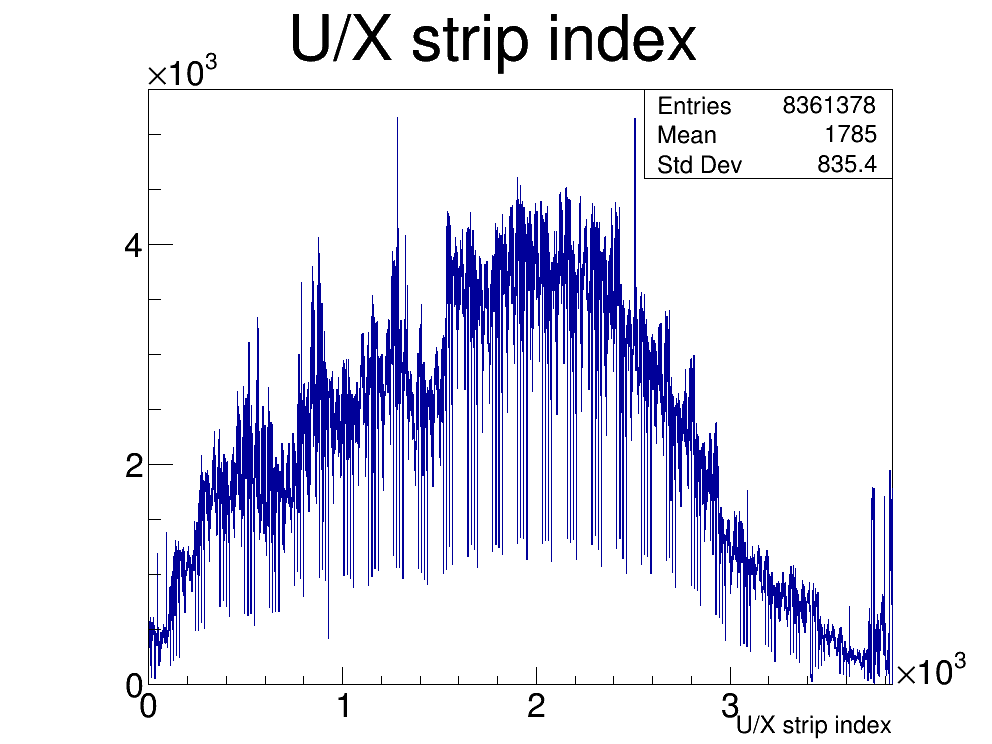 U/X strip index
×10³
Entries 8361378
Mean 1785
Std Dev 835.4
4
2
0
0 1 2 3
×10³
U/X strip index